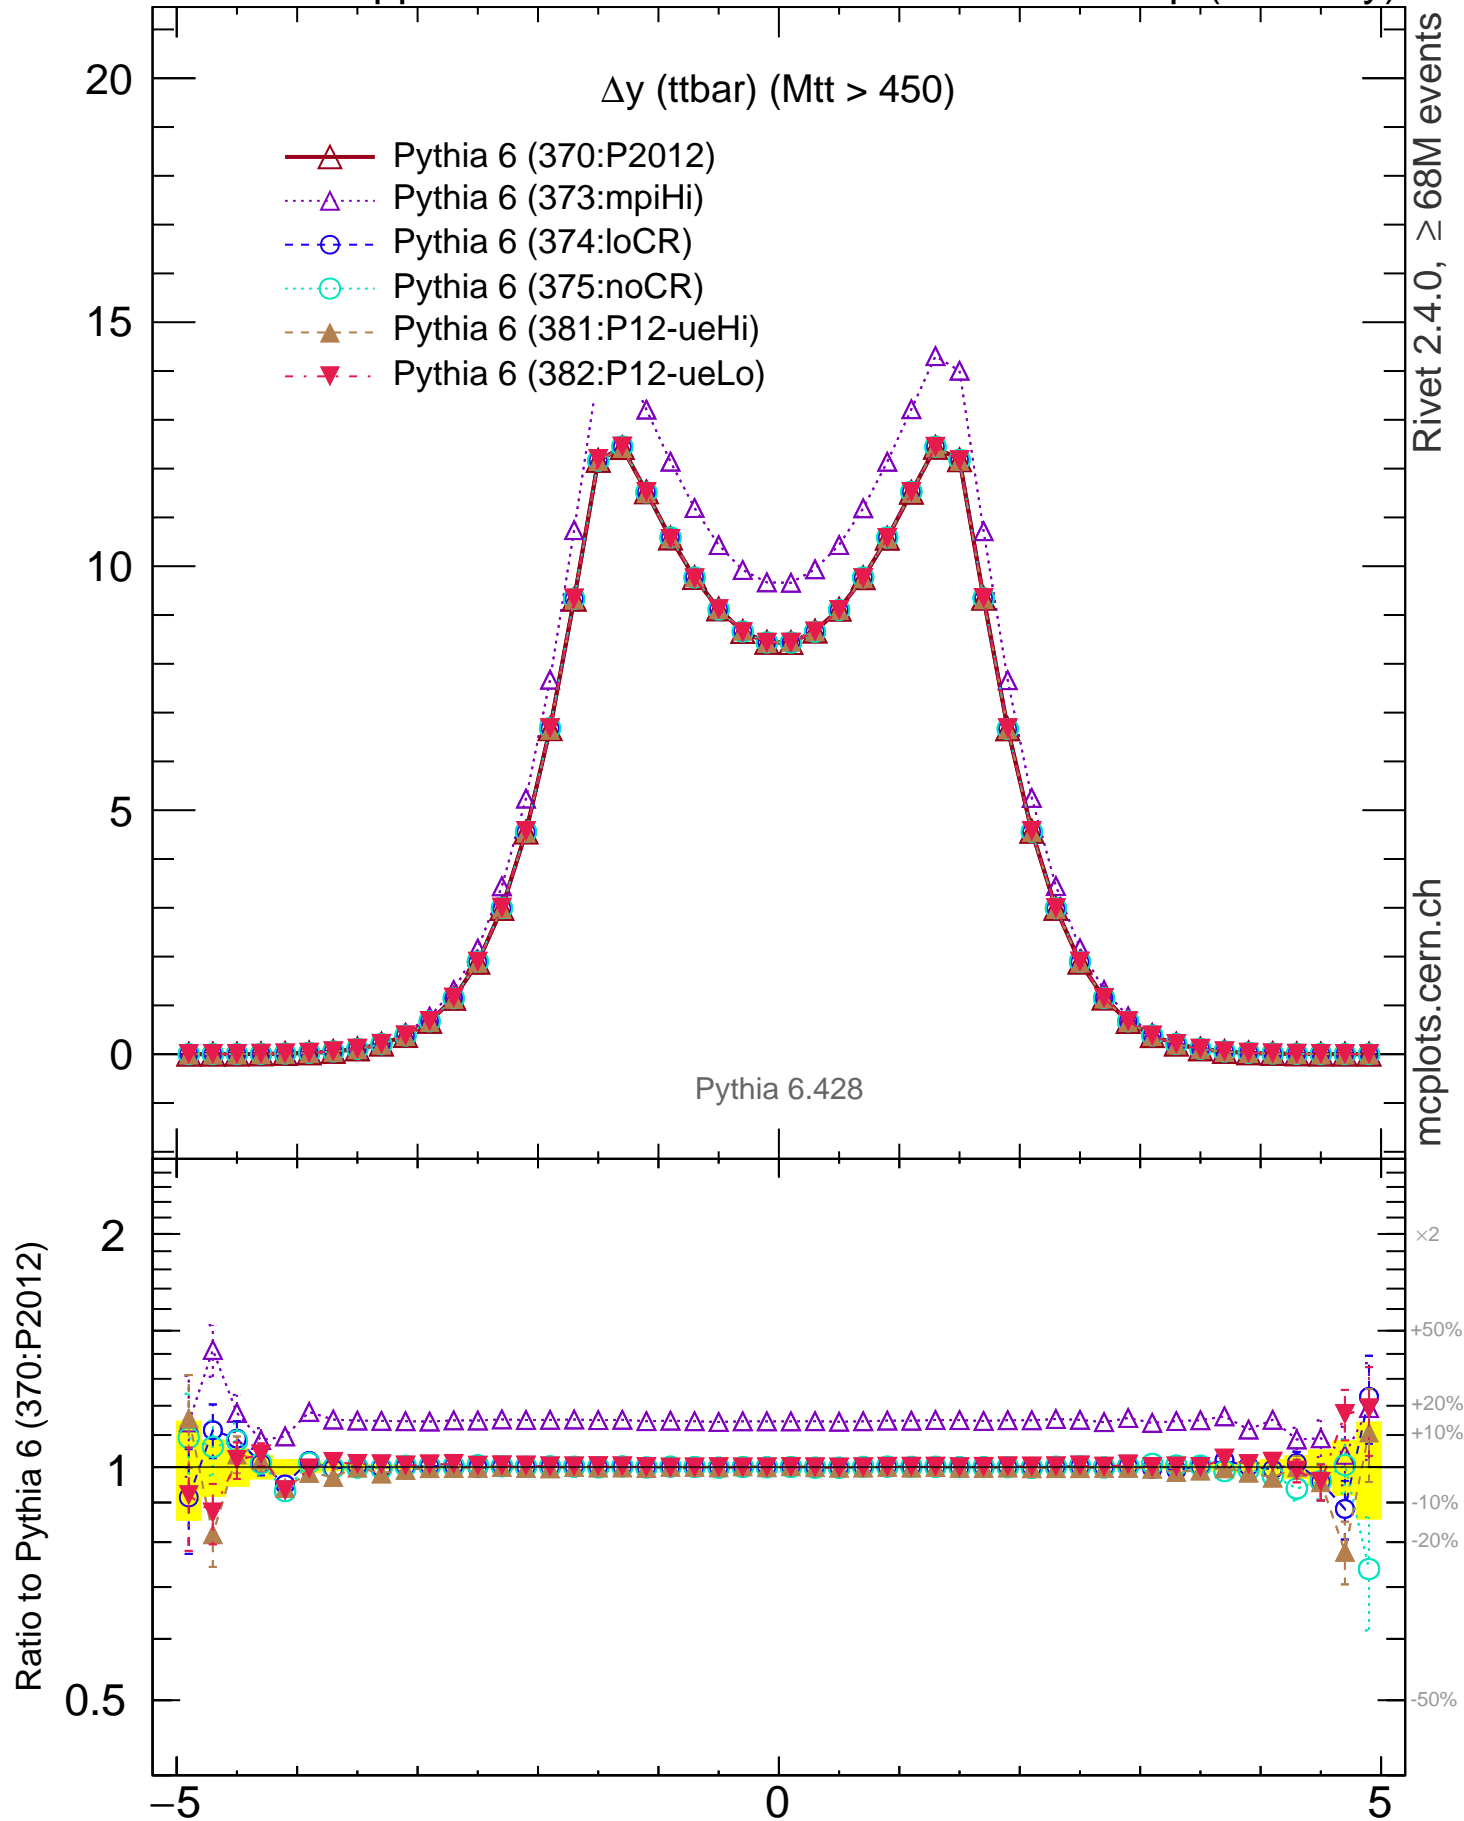 Δy (ttbar) (Mtt > 450)
Pythia 6 (370:P2012)
Pythia 6 (373:mpiHi)
Pythia 6 (374:loCR)
Pythia 6 (375:noCR)
Pythia 6 (381:P12-ueHi)
Pythia 6 (382:P12-ueLo)
20
15
10
5
0
Pythia 6.428
Rivet 2.4.0, ≥ 68M events
mcplots.cern.ch
Ratio to Pythia 6 (370:P2012)
2
1
0.5
×2
+50%
+20%
+10%
-10%
-20%
-50%
−5
0
5